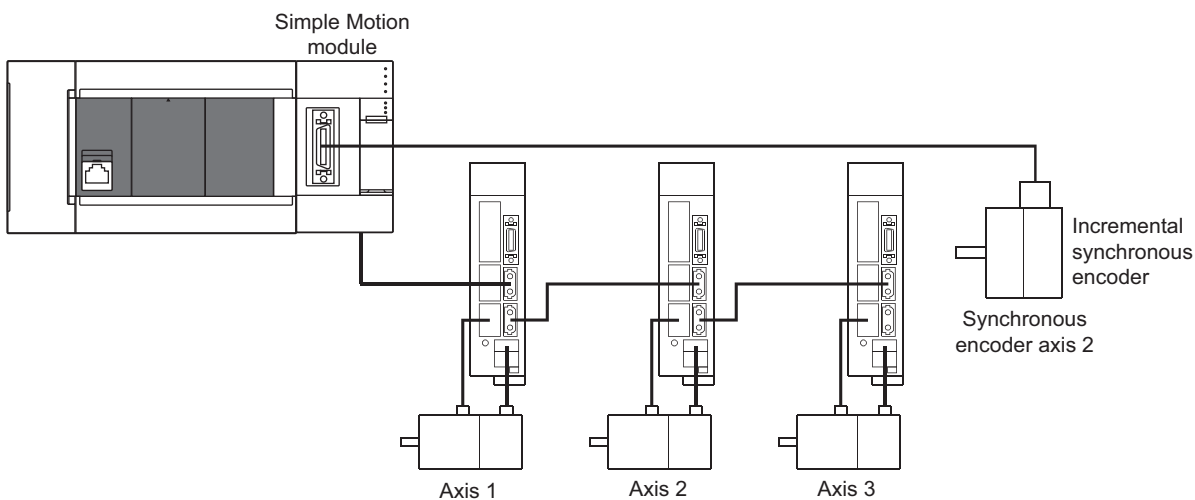 Simple Motion
module
Incremental
synchronous
encoder
Synchronous
encoder axis 2
Axis 1
Axis 2
Axis 3